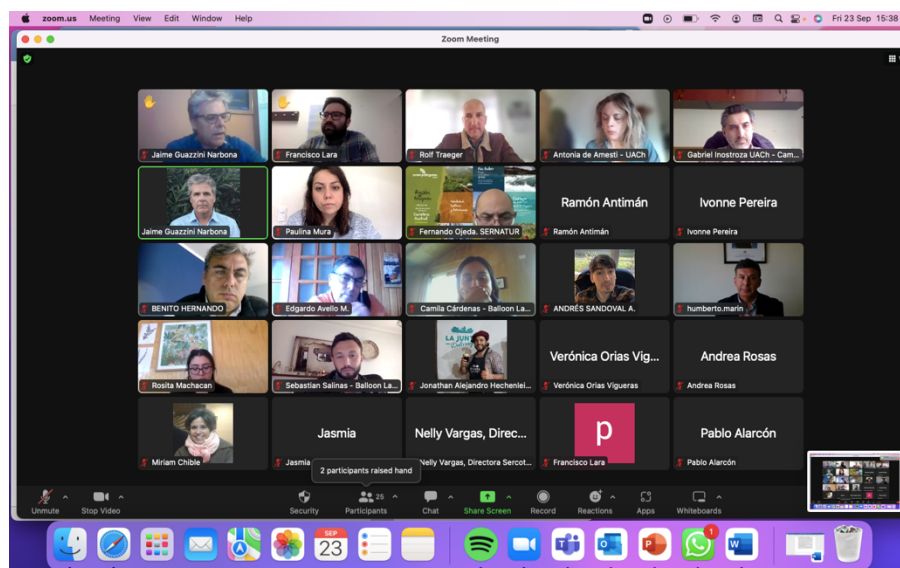 zoom.us Meeting View Edit Window Help
Fri 23 Sep 15:38
Zoom Meeting
Jaime Guazzini Narbona
Francisco Lara
Rolf Traeger
Antonia de Amesti - UACh
Gabriel Inostroza UACh - Cam...
Jaime Guazzini Narbona
Paulina Mura
Fernando Ojeda. SERNATUR
Ramón Antimán
Ramón Antimán
Ivonne Pereira
Ivonne Pereira
BENITO HERNANDO
Edgardo Avello M.
Camila Cárdenas - Balloon La...
ANDRÉS SANDOVAL A.
humberto.marin
Rosita Machacan
Sebastian Salinas - Balloon La...
LA JUN
Jonathan Alejandro Hechenlei...
Verónica Orias Vig...
Verónica Orias Vigueras
Andrea Rosas
Andrea Rosas
Miriam Chible
Jasmia
Jasmia
Nelly Vargas, Direc...
Nelly Vargas, Directora Sercot...
p
Francisco Lara
Pablo Alarcón
Pablo Alarcón
2 participants raised hand
25
Unmute Stop Video Security Participants Chat Share Screen Record Reactions Apps Whiteboards
SEP
23
1